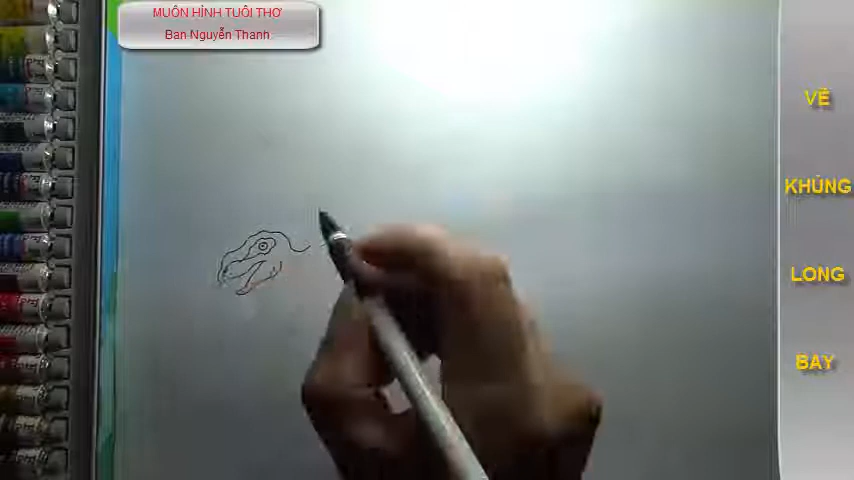 MUÔN HÌNH TUỔI THƠ
Ban Nguyễn Thanh
VẼ
KHỦNG
LONG
BAY